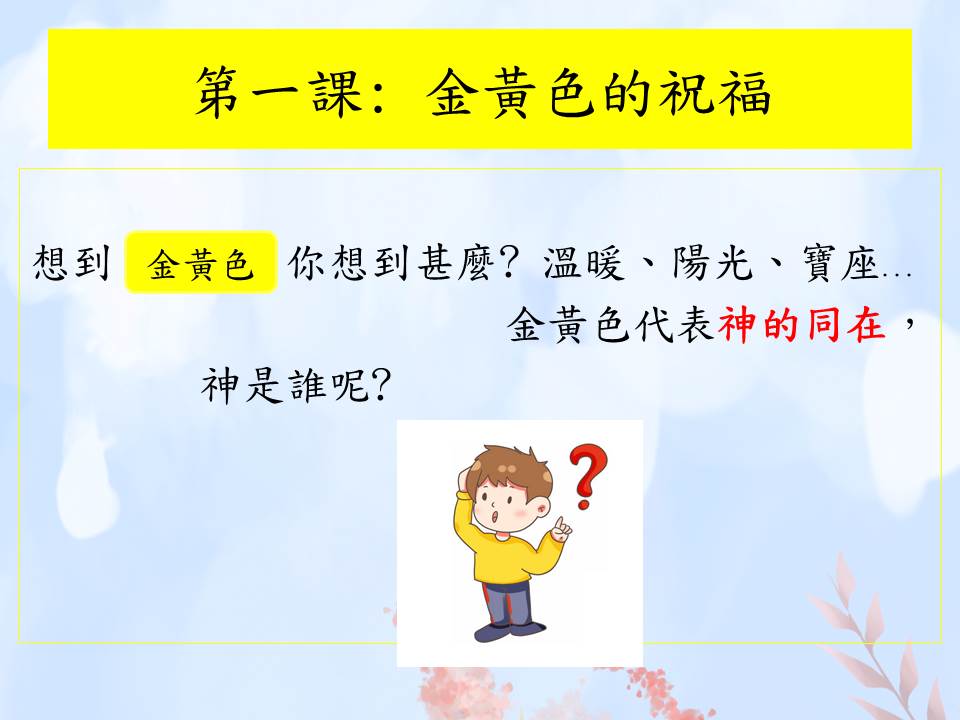 第一課：金黃色的祝福
想到 金黃色 你想到甚麼？溫暖、陽光、寶座…
金黃色代表神的同在，
神是誰呢？
?